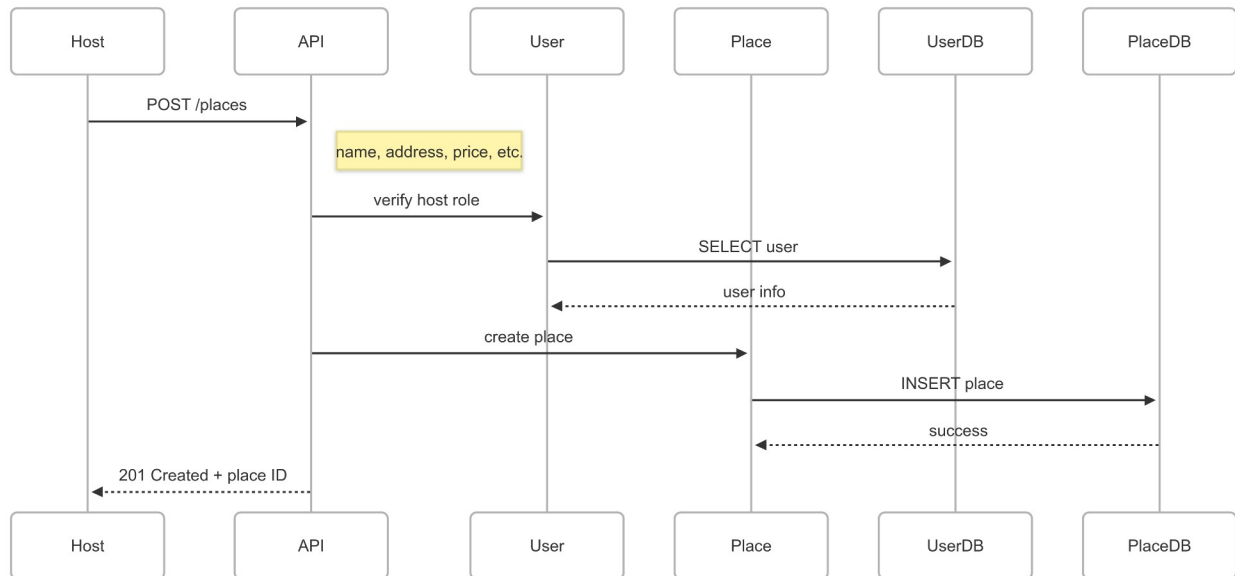 Host
API
User
Place
UserDB
PlaceDB
POST /places
name, address, price, etc.
verify host role
SELECT user
user info
create place
INSERT place
success
201 Created + place ID
Host
API
User
Place
UserDB
PlaceDB